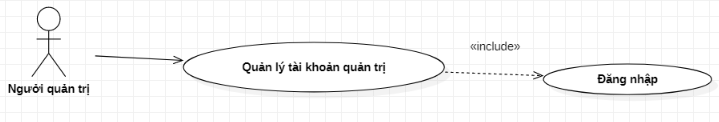 «include»
Quản lý tài khoản quản trị
Đăng nhập
Người quản trị